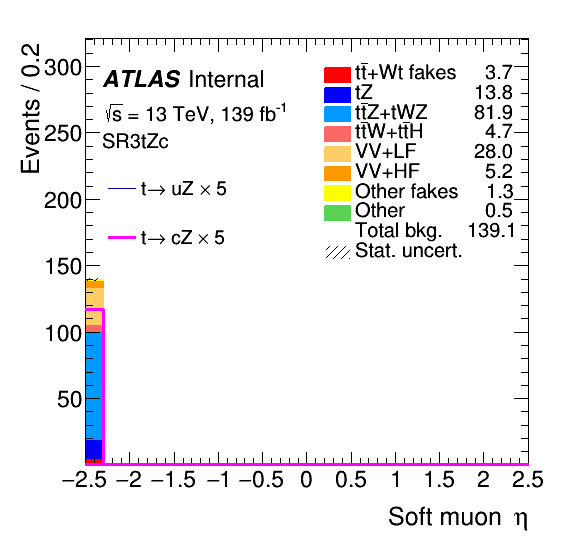 Events / 0.2
300
250
200
150
100
50
ATLAS Internal
√s = 13 TeV, 139 fb⁻¹
SR3tZc
t→ uZ × 5
t→ cZ × 5
tt̄+Wt fakes 3.7
tZ 13.8
tt̄Z+tWZ 81.9
tt̄W+tt̄H 4.7
VV+LF 28.0
VV+HF 5.2
Other fakes 1.3
Other 0.5
Total bkg. 139.1
Stat. uncert.
−2.5 −2 −1.5 −1 −0.5 0 0.5 1 1.5 2 2.5
Soft muon η